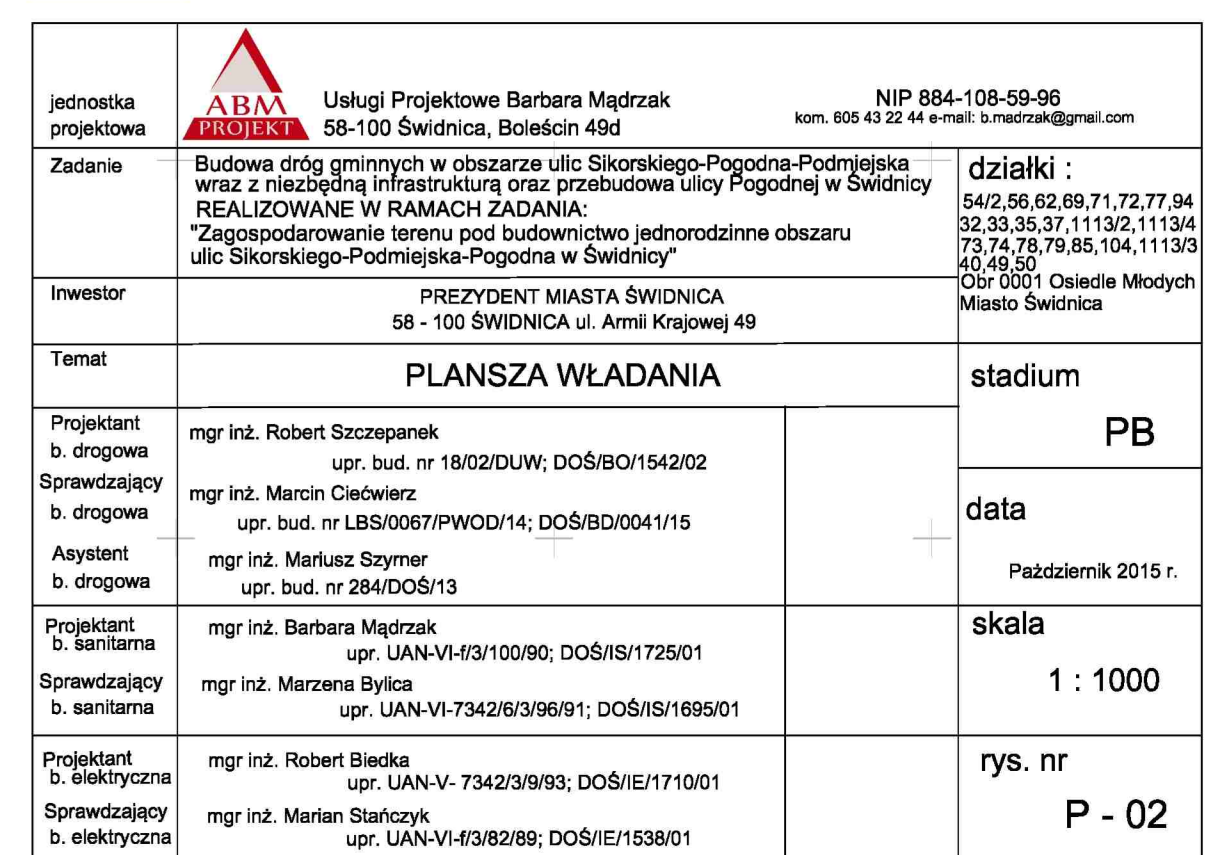 jednostka
projektowa
ABM
PROJEKT
Usługi Projektowe Barbara Mądrzak
58-100 Świdnica, Boleścin 49d
NIP 884-108-59-96
kom. 605 43 22 44 e-mail: b.madrzak@gmail.com
Zadanie
Budowa dróg gminnych w obszarze ulic Sikorskiego-Pogodna-Podmiejska
wraz z niezbędną infrastrukturą oraz przebudowa ulicy Pogodnej w Świdnicy
REALIZOWANE W RAMACH ZADANIA:
"Zagospodarowanie terenu pod budownictwo jednorodzinne obszaru
ulic Sikorskiego-Podmiejska-Pogodna w Świdnicy"
działki :
54/2,56,62,69,71,72,77,94
32,33,35,37,1113/2,1113/4
73,74,78,79,85,104,1113/3
40,49,50
Obr 0001 Osiedle Młodych
Miasto Świdnica
Inwestor
PREZYDENT MIASTA ŚWIDNICA
58 - 100 ŚWIDNICA ul. Armii Krajowej 49
Temat
PLANSZA WŁADANIA
stadium
PB
Projektant
b. drogowa
mgr inż. Robert Szczepanek
upr. bud. nr 18/02/DUW; DOŚ/BO/1542/02
Sprawdzający
b. drogowa
mgr inż. Marcin Ciećwierz
upr. bud. nr LBS/0067/PWOD/14; DOŚ/BD/0041/15
Asystent
b. drogowa
mgr inż. Mariusz Szyrner
upr. bud. nr 284/DOŚ/13
data
Październik 2015 r.
Projektant
b. sanitarna
mgr inż. Barbara Mądrzak
upr. UAN-VI-f/3/100/90; DOŚ/IS/1725/01
Sprawdzający
b. sanitarna
mgr inż. Marzena Bylica
upr. UAN-VI-7342/6/3/96/91; DOŚ/IS/1695/01
skala
1 : 1000
Projektant
b. elektryczna
mgr inż. Robert Biedka
upr. UAN-V- 7342/3/9/93; DOŚ/IE/1710/01
Sprawdzający
b. elektryczna
mgr inż. Marian Stańczyk
upr. UAN-VI-f/3/82/89; DOŚ/IE/1538/01
rys. nr
P - 02